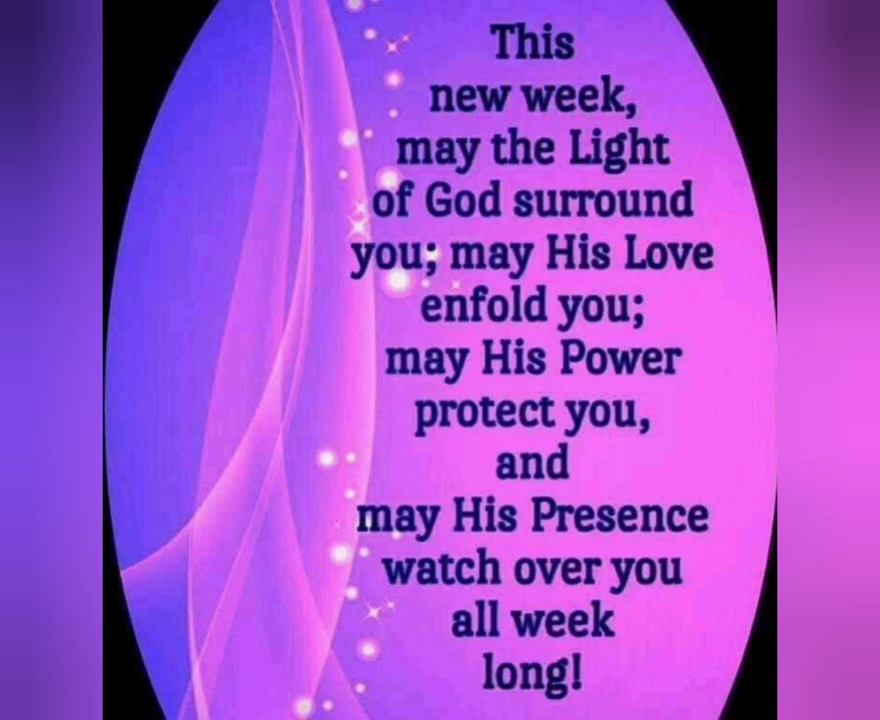 This
new week,
may the Light
of God surround
you; may His Love
enfold you;
may His Power
protect you,
and
may His Presence
watch over you
all week
long!